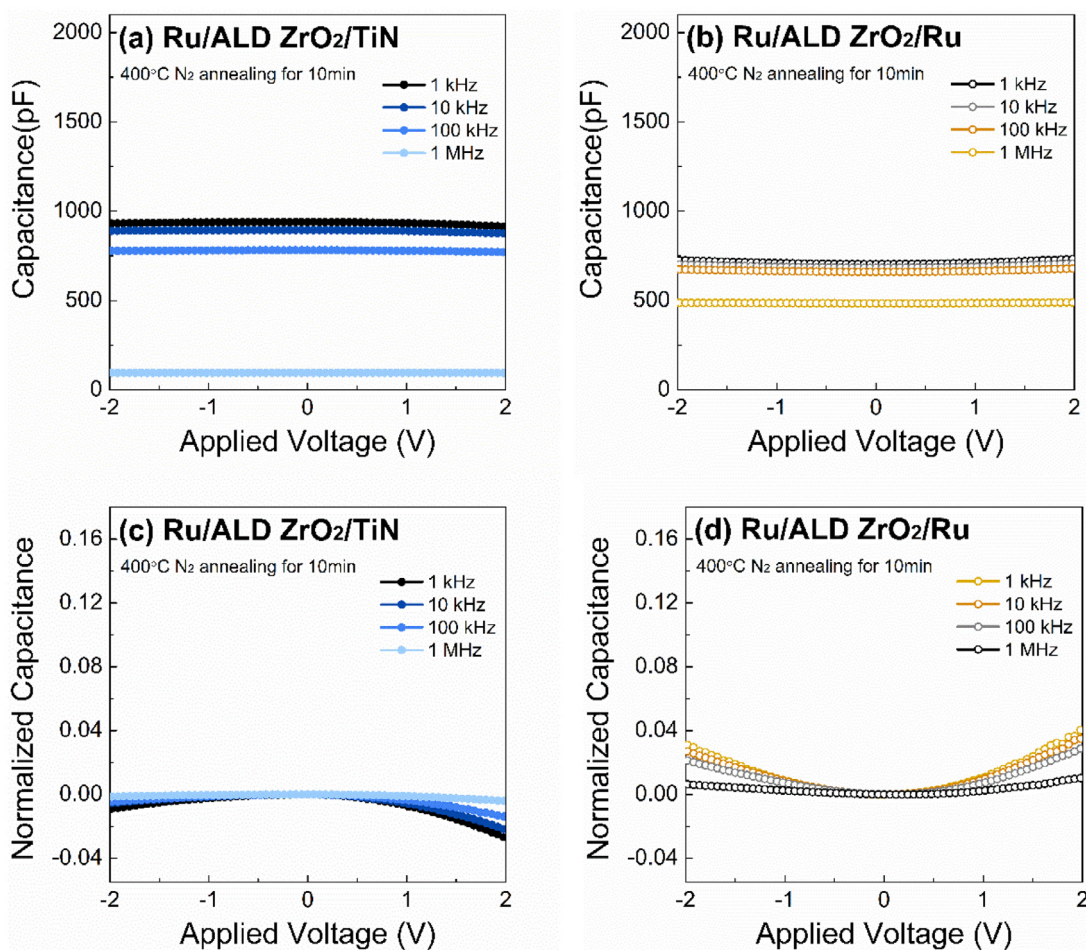 (a) Ru/ALD ZrO₂/TiN
400°C N₂ annealing for 10min
1 kHz
10 kHz
100 kHz
1 MHz
2000
1500
1000
500
0
-2 -1 0 1 2
Capacitance(pF)
Applied Voltage (V)
(b) Ru/ALD ZrO₂/Ru
400°C N₂ annealing for 10min
1 kHz
10 kHz
100 kHz
1 MHz
2000
1500
1000
500
0
-2 -1 0 1 2
Capacitance(pF)
Applied Voltage (V)
(c) Ru/ALD ZrO₂/TiN
400°C N₂ annealing for 10min
1 kHz
10 kHz
100 kHz
1 MHz
0.16
0.12
0.08
0.04
0.00
-0.04
-2 -1 0 1 2
Normalized Capacitance
Applied Voltage (V)
(d) Ru/ALD ZrO₂/Ru
400°C N₂ annealing for 10min
1 kHz
10 kHz
100 kHz
1 MHz
0.16
0.12
0.08
0.04
0.00
-0.04
-2 -1 0 1 2
Normalized Capacitance
Applied Voltage (V)